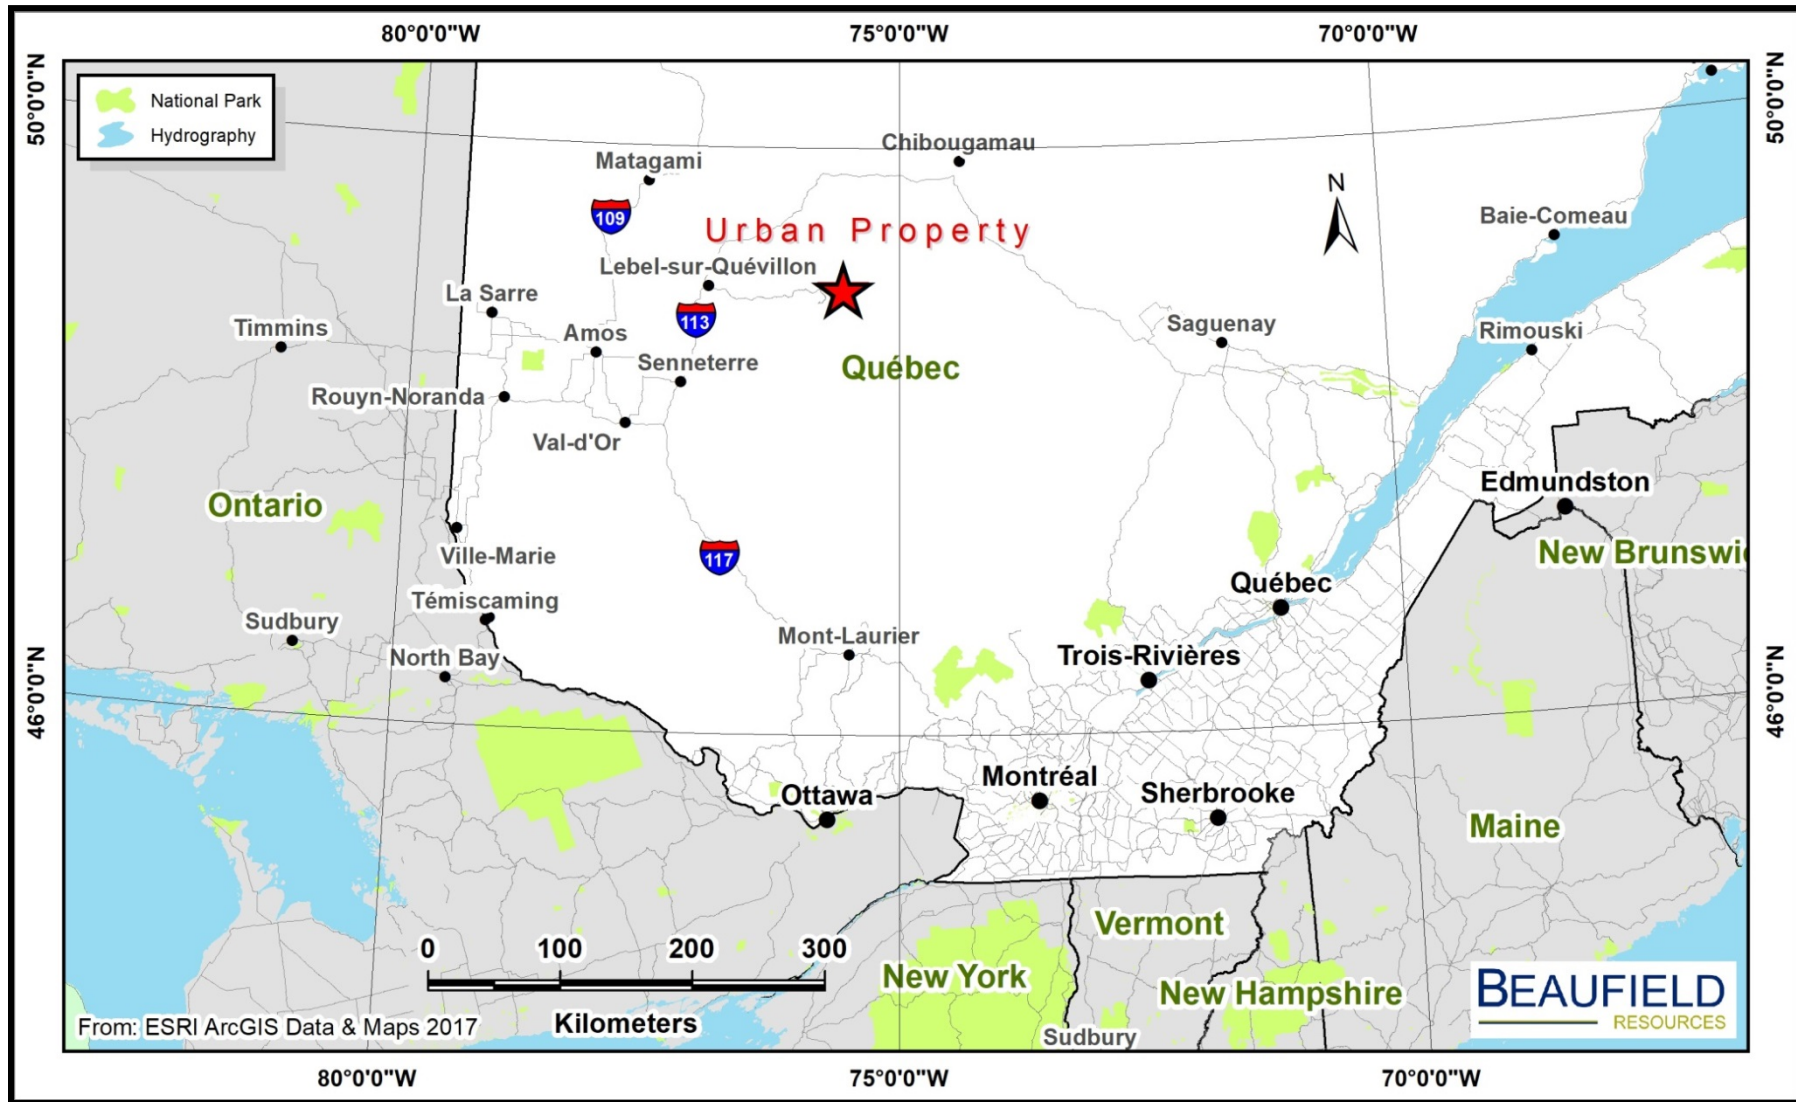 80°0'0"W
75°0'0"W
70°0'0"W
50°0'0"N
50°0'0"N
National Park
Hydrography
Chibougamau
Matagami
109
N
Baie-Comeau
Urban Property
Lebel-sur-Quévillon
La Sarre
113
Timmins
Amos
Saguenay
Rimouski
Senneterre
Québec
Rouyn-Noranda
Val-d'Or
Edmundston
Ontario
Ville-Marie
117
New Brunswi
Québec
Témiscaming
Sudbury
Mont-Laurier
North Bay
Trois-Rivières
46°0'0"N
46°0'0"N
Ottawa
Montréal
Sherbrooke
Maine
Vermont
0 100 200 300
New York
New Hampshire
BEAUFIELD
RESOURCES
From: ESRI ArcGIS Data & Maps 2017
Kilometers
Sudbury
80°0'0"W
75°0'0"W
70°0'0"W